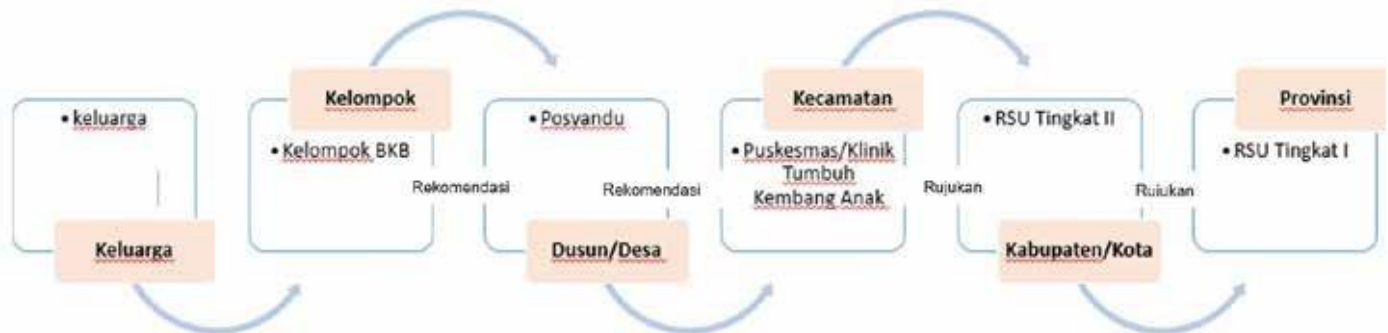 • keluarga
Keluarga
Kelompok
• Kelompok BKB
Rekomendasi
• Posyandu
Dusun/Desa
Rekomendasi
Kecamatan
• Puskesmas/Klinik
Tumbuh
Kembang Anak
Rujukan
• RSU Tingkat II
Kabupaten/Kota
Rujukan
Provinsi
• RSU Tingkat I